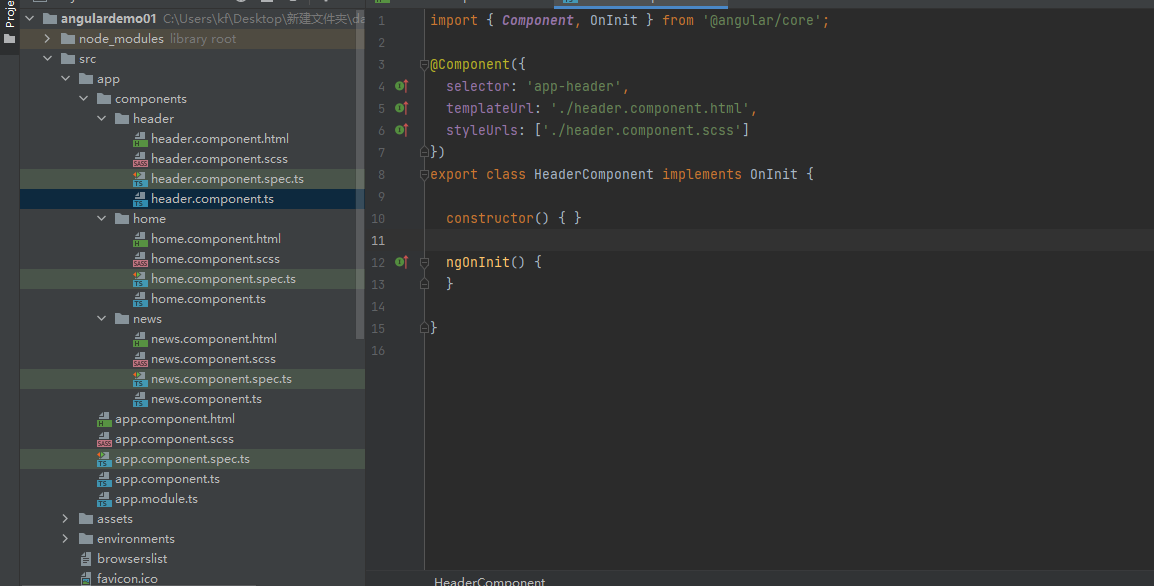 Proje
angulardemo01 C:\Users\kf\Desktop\新建文件夹\da
node_modules library root
src
app
components
header
header.component.html
header.component.scss
header.component.spec.ts
header.component.ts
home
home.component.html
home.component.scss
home.component.spec.ts
home.component.ts
news
news.component.html
news.component.scss
news.component.spec.ts
news.component.ts
app.component.html
app.component.scss
app.component.spec.ts
app.component.ts
app.module.ts
assets
environments
browserslist
favicon.ico
1 import { Component, OnInit } from '@angular/core';
2
3 @Component({
4 selector: 'app-header',
5 templateUrl: './header.component.html',
6 styleUrls: ['./header.component.scss']
7 })
8 export class HeaderComponent implements OnInit {
9
10 constructor() { }
11
12 ngOnInit() {
13 }
14
15 }
16
HeaderComponent